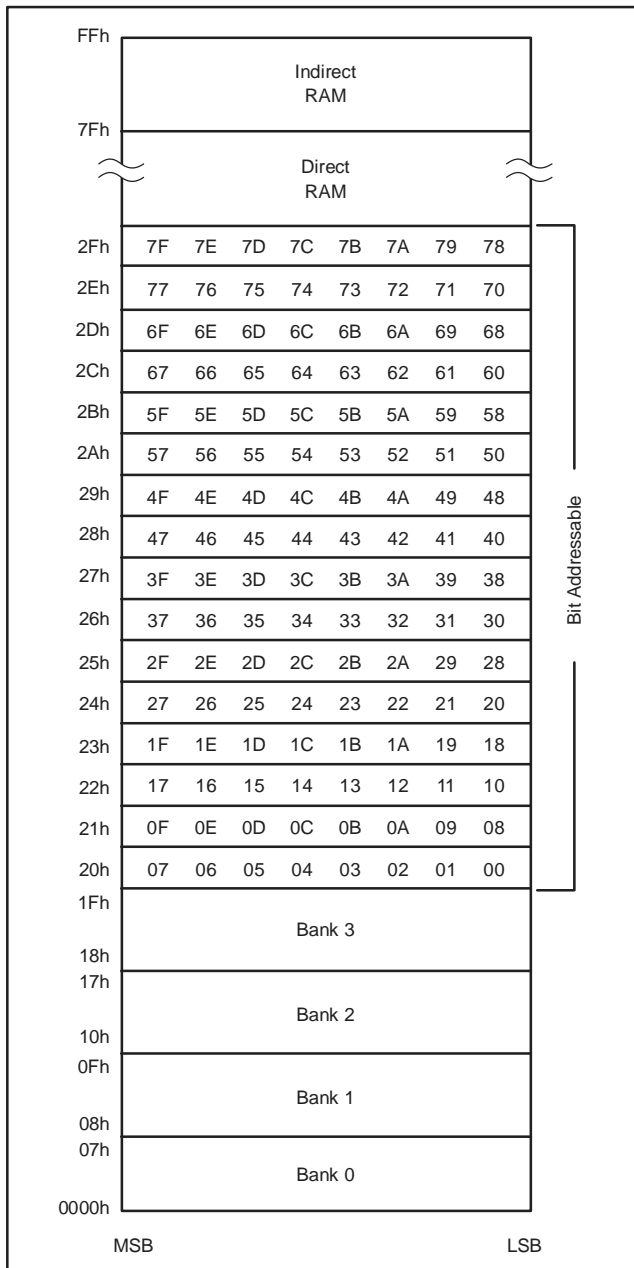 FFh
Indirect
RAM
7Fh
Direct
RAM
2Fh 7F 7E 7D 7C 7B 7A 79 78
2Eh 77 76 75 74 73 72 71 70
2Dh 6F 6E 6D 6C 6B 6A 69 68
2Ch 67 66 65 64 63 62 61 60
2Bh 5F 5E 5D 5C 5B 5A 59 58
2Ah 57 56 55 54 53 52 51 50
29h 4F 4E 4D 4C 4B 4A 49 48
28h 47 46 45 44 43 42 41 40
27h 3F 3E 3D 3C 3B 3A 39 38
26h 37 36 35 34 33 32 31 30
25h 2F 2E 2D 2C 2B 2A 29 28
24h 27 26 25 24 23 22 21 20
23h 1F 1E 1D 1C 1B 1A 19 18
22h 17 16 15 14 13 12 11 10
21h 0F 0E 0D 0C 0B 0A 09 08
20h 07 06 05 04 03 02 01 00
Bit Addressable
1Fh
Bank 3
18h
17h
Bank 2
10h
0Fh
Bank 1
08h
07h
Bank 0
0000h
MSB LSB